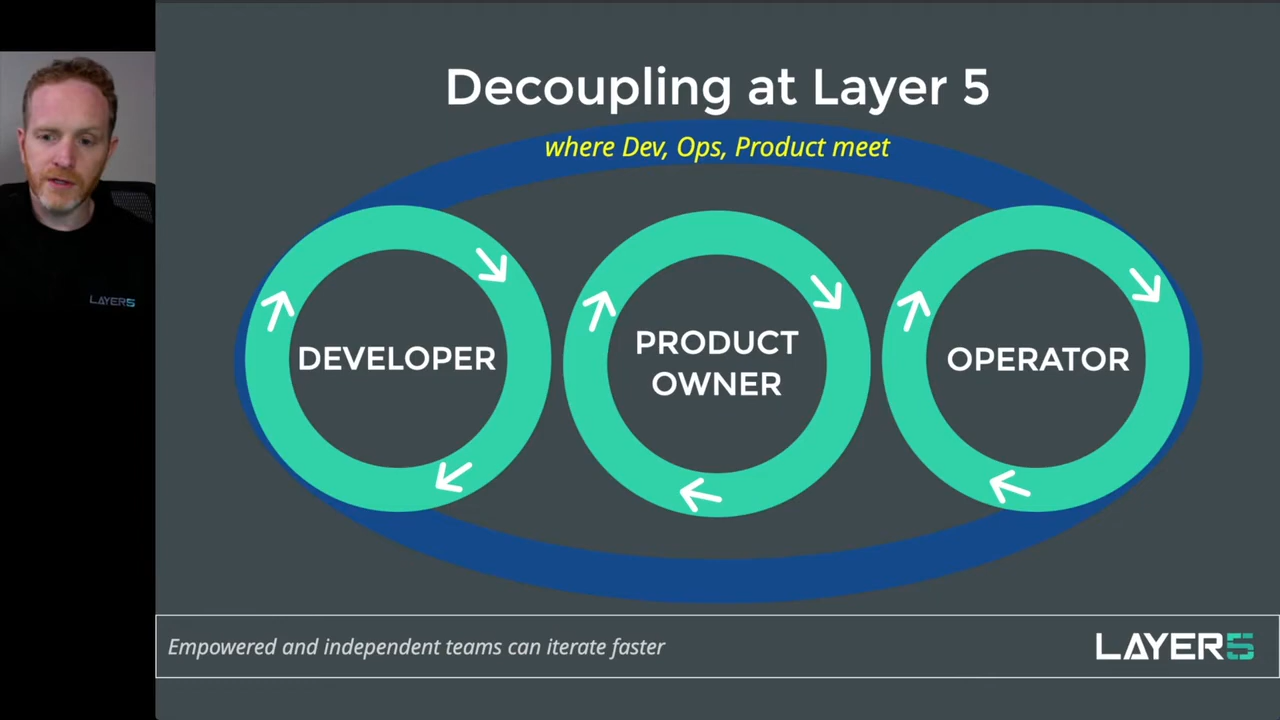 Decoupling at Layer 5
where Dev, Ops, Product meet
DEVELOPER
PRODUCT
OWNER
OPERATOR
LAYER5
Empowered and independent teams can iterate faster
LAYER5